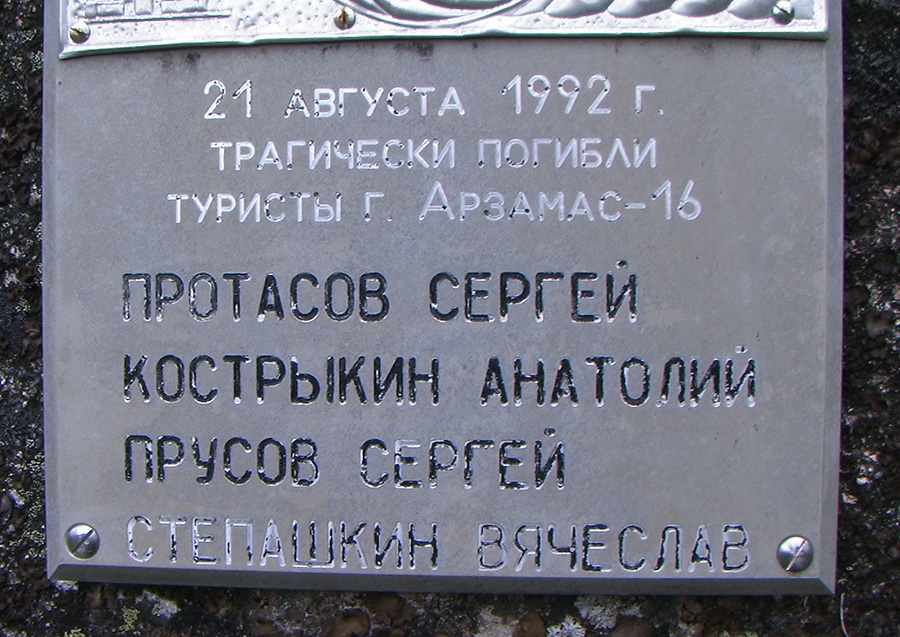 21 АВГУСТА 1992 Г.
ТРАГИЧЕСКИ ПОГИБЛИ
ТУРИСТЫ Г. АРЗАМАС-16
ПРОТАСОВ СЕРГЕЙ
КОСТРЫКИН АНАТОЛИЙ
ПРУСОВ СЕРГЕЙ
СТЕПАШКИН ВЯЧЕСЛАВ